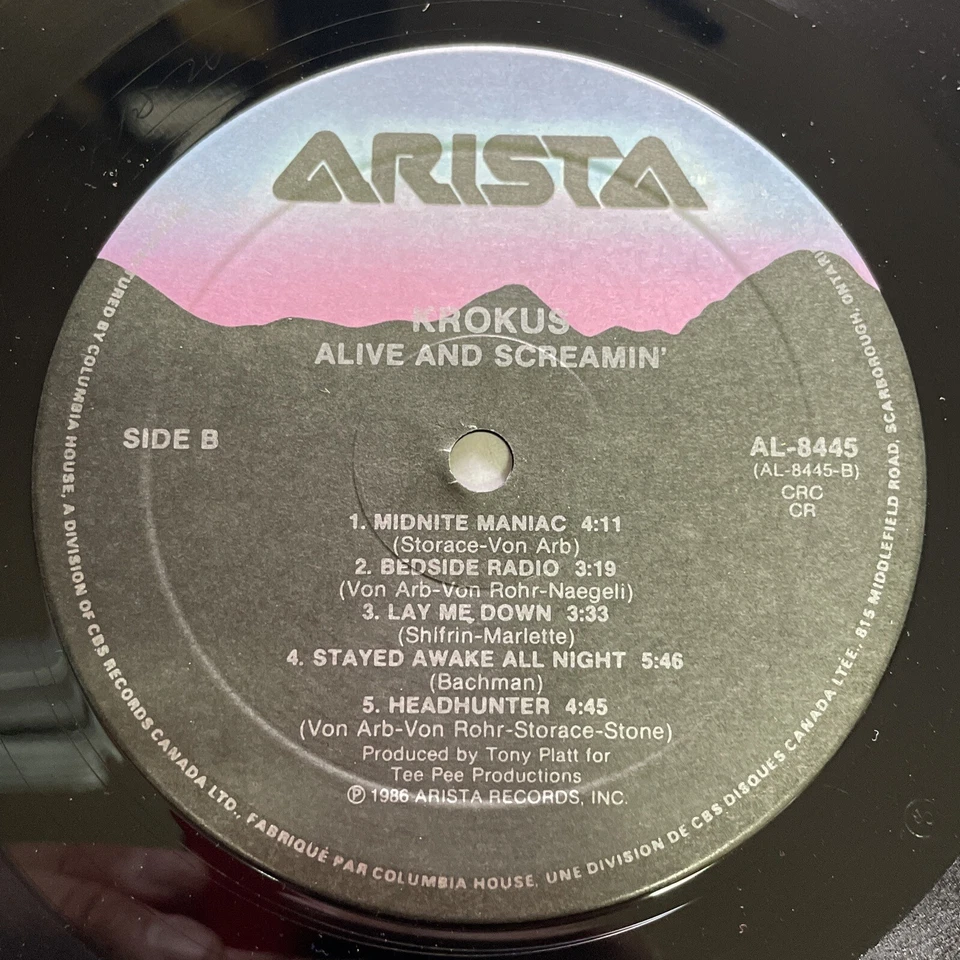 ARISTA
KROKUS
ALIVE AND SCREAMIN'
SIDE B
AL-8445
(AL-8445-B)
CRC
CR
1. MIDNITE MANIAC 4:11
(Storace-Von Arb)
2. BEDSIDE RADIO 3:19
(Von Arb-Von Rohr-Naegeli)
3. LAY ME DOWN 3:33
(Shifrin-Marlette)
4. STAYED AWAKE ALL NIGHT 5:46
(Bachman)
5. HEADHUNTER 4:45
(Von Arb-Von Rohr-Storace-Stone)
Produced by Tony Platt for
Tee Pee Productions
℗ 1986 ARISTA RECORDS, INC.
BY COLUMBIA HOUSE, A DIVISION OF CBS RECORDS CANADA LTD., FABRIQUÉ PAR COLUMBIA HOUSE, UNE DIVISION DE CBS DISQUES CANADA LTÉE., 815 MIDDLEFIELD ROAD, SCARBOROUGH, ONTARI